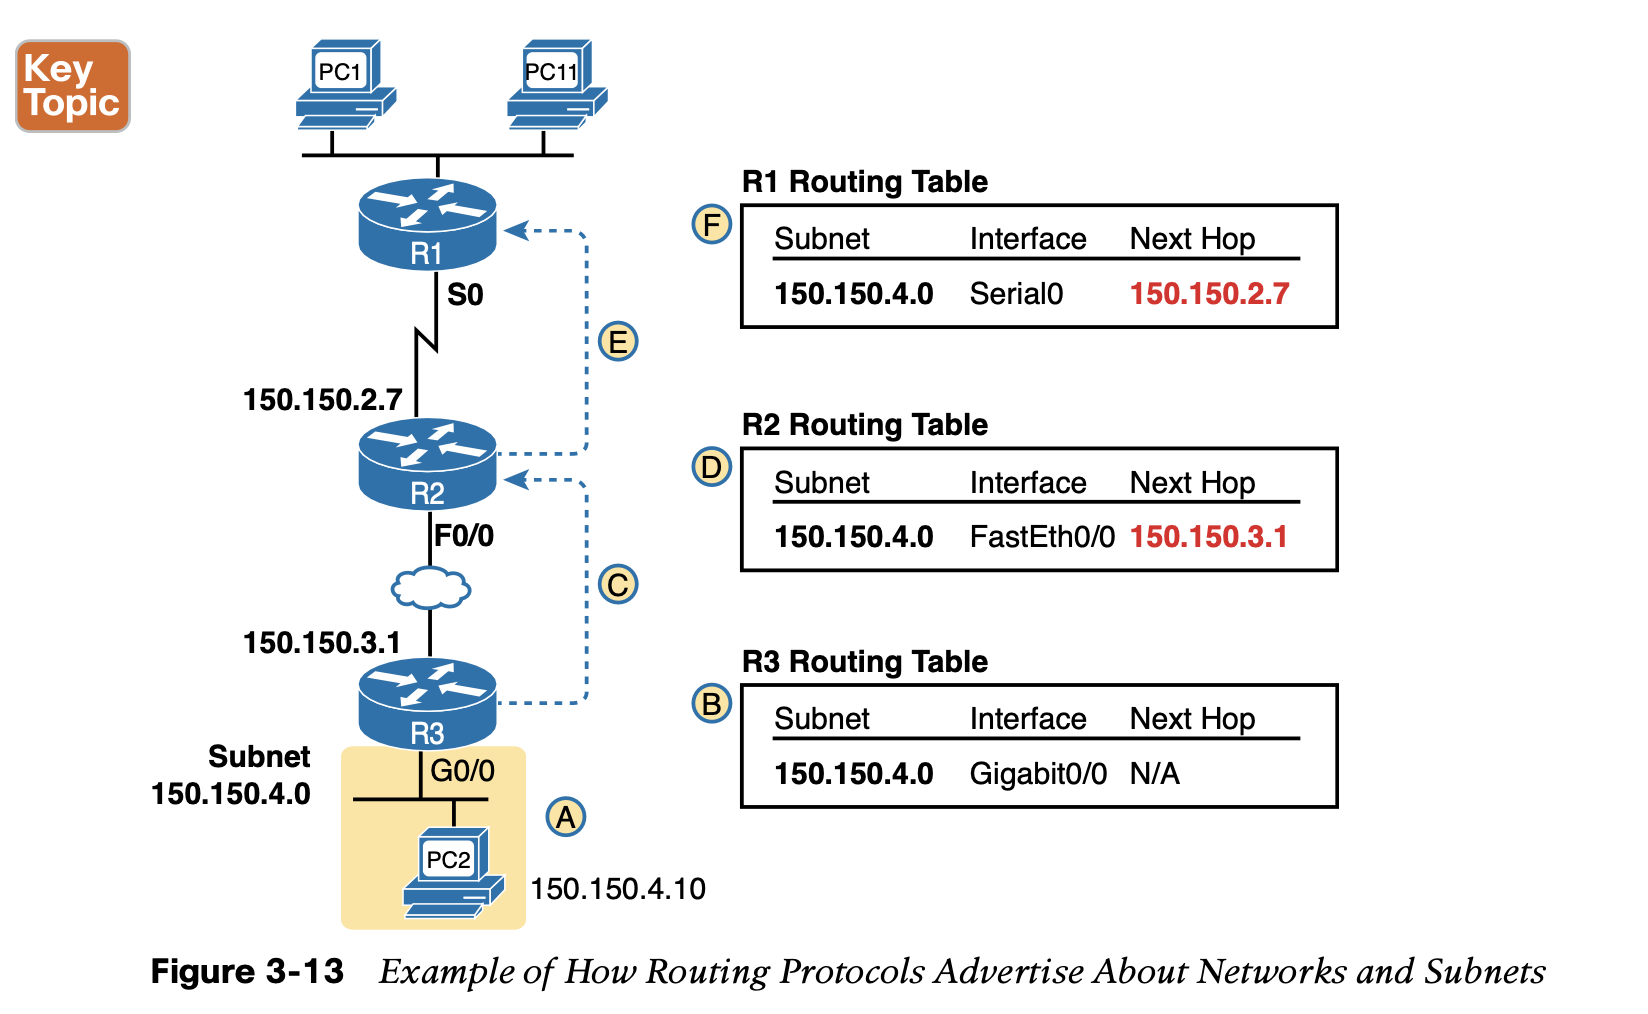 Key
Topic
PC1
PC11
R1 Routing Table
F
Subnet Interface Next Hop
150.150.4.0 Serial0 150.150.2.7
R1
S0
E
150.150.2.7
R2 Routing Table
D
Subnet Interface Next Hop
150.150.4.0 FastEth0/0 150.150.3.1
R2
F0/0
C
150.150.3.1
R3 Routing Table
B
Subnet Interface Next Hop
150.150.4.0 Gigabit0/0 N/A
R3
Subnet
150.150.4.0
G0/0
A
PC2
150.150.4.10
Figure 3-13 Example of How Routing Protocols Advertise About Networks and Subnets